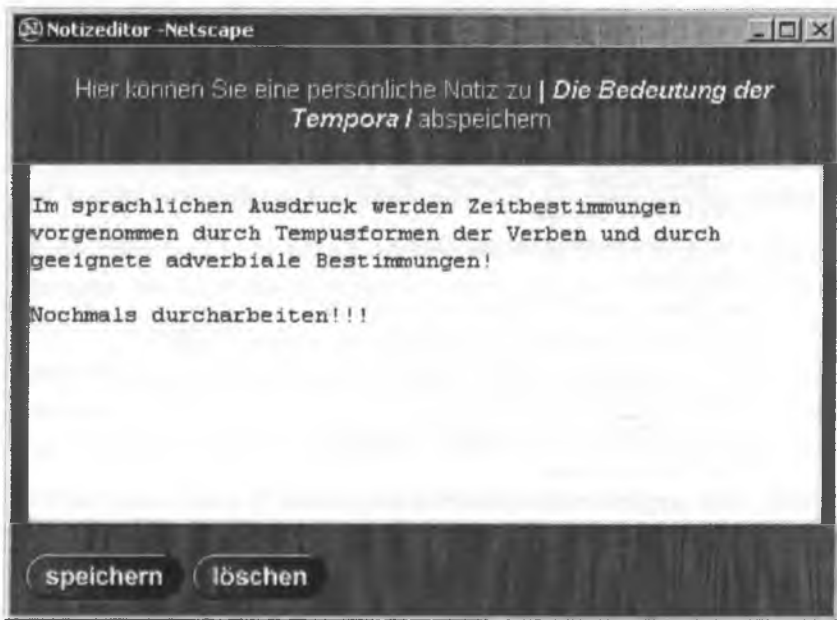 Notizeditor -Netscape
Hier können Sie eine persönliche Notiz zu | Die Bedeutung der
Tempora I abspeichern
Im sprachlichen Ausdruck werden Zeitbestimmungen
vorgenommen durch Tempusformen der Verben und durch
geeignete adverbiale Bestimmungen!
Nochmals durcharbeiten!!!
speichern löschen